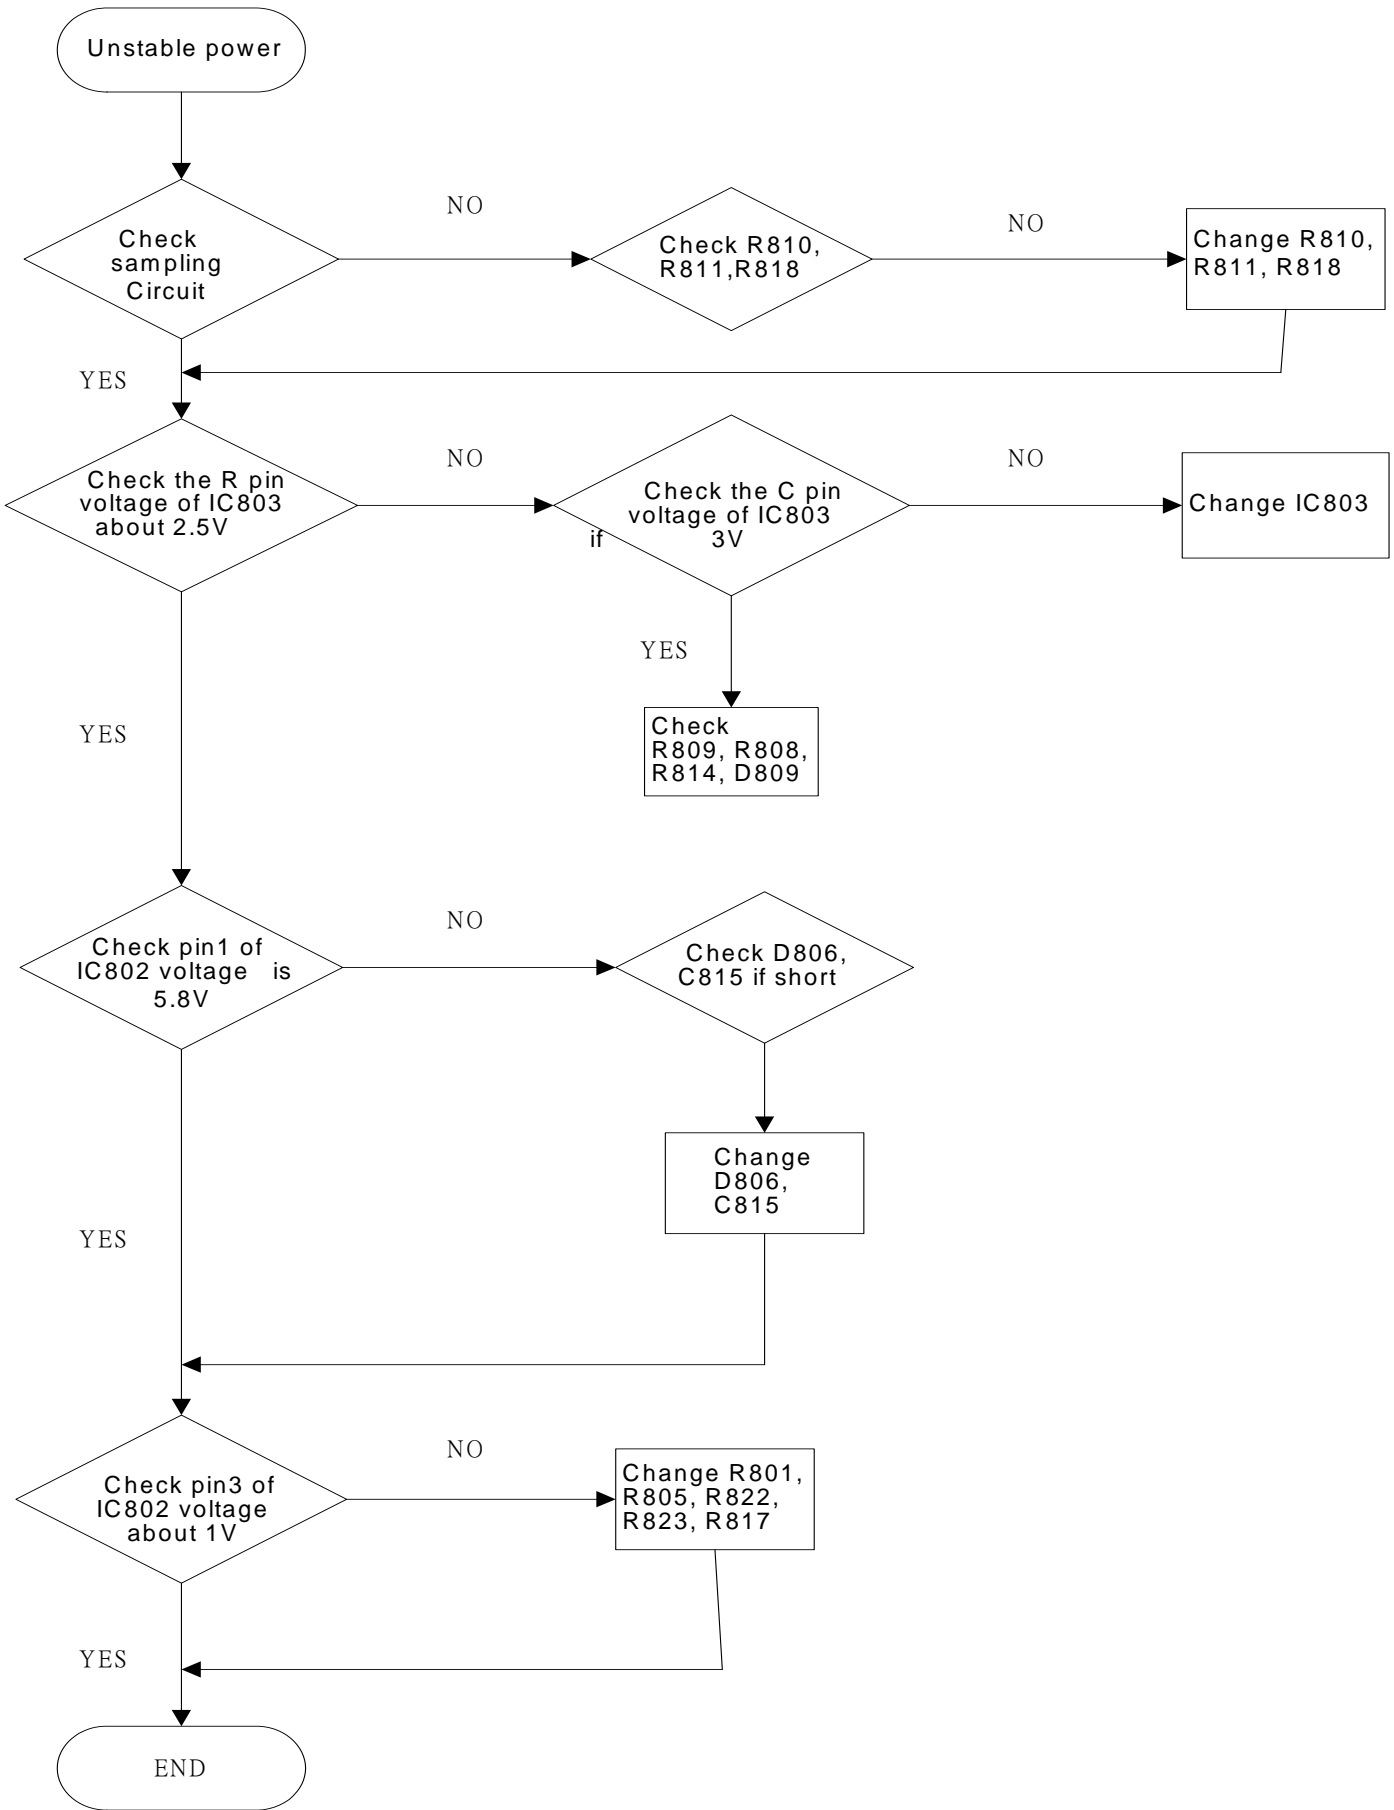 Unstable power
NO
NO
Check
sampling
Circuit
Check R810,
R811,R818
Change R810,
R811, R818
YES
NO
NO
Check the R pin
voltage of IC803
about 2.5V
Check the C pin
voltage of IC803
if 3V
Change IC803
YES
YES
Check
R809, R808,
R814, D809
NO
Check pin1 of
IC802 voltage is
5.8V
Check D806,
C815 if short
Change
D806,
C815
YES
NO
Check pin3 of
IC802 voltage
about 1V
Change R801,
R805, R822,
R823, R817
YES
END